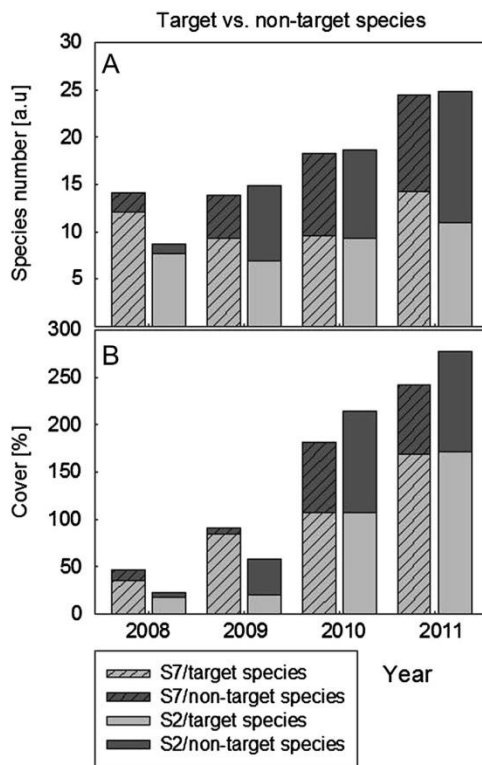 Target vs. non-target species
A
Species number [a.u]
30
25
20
15
10
5
B
Cover [%]
300
250
200
150
100
50
0
2008 2009 2010 2011
Year
S7/target species
S7/non-target species
S2/target species
S2/non-target species